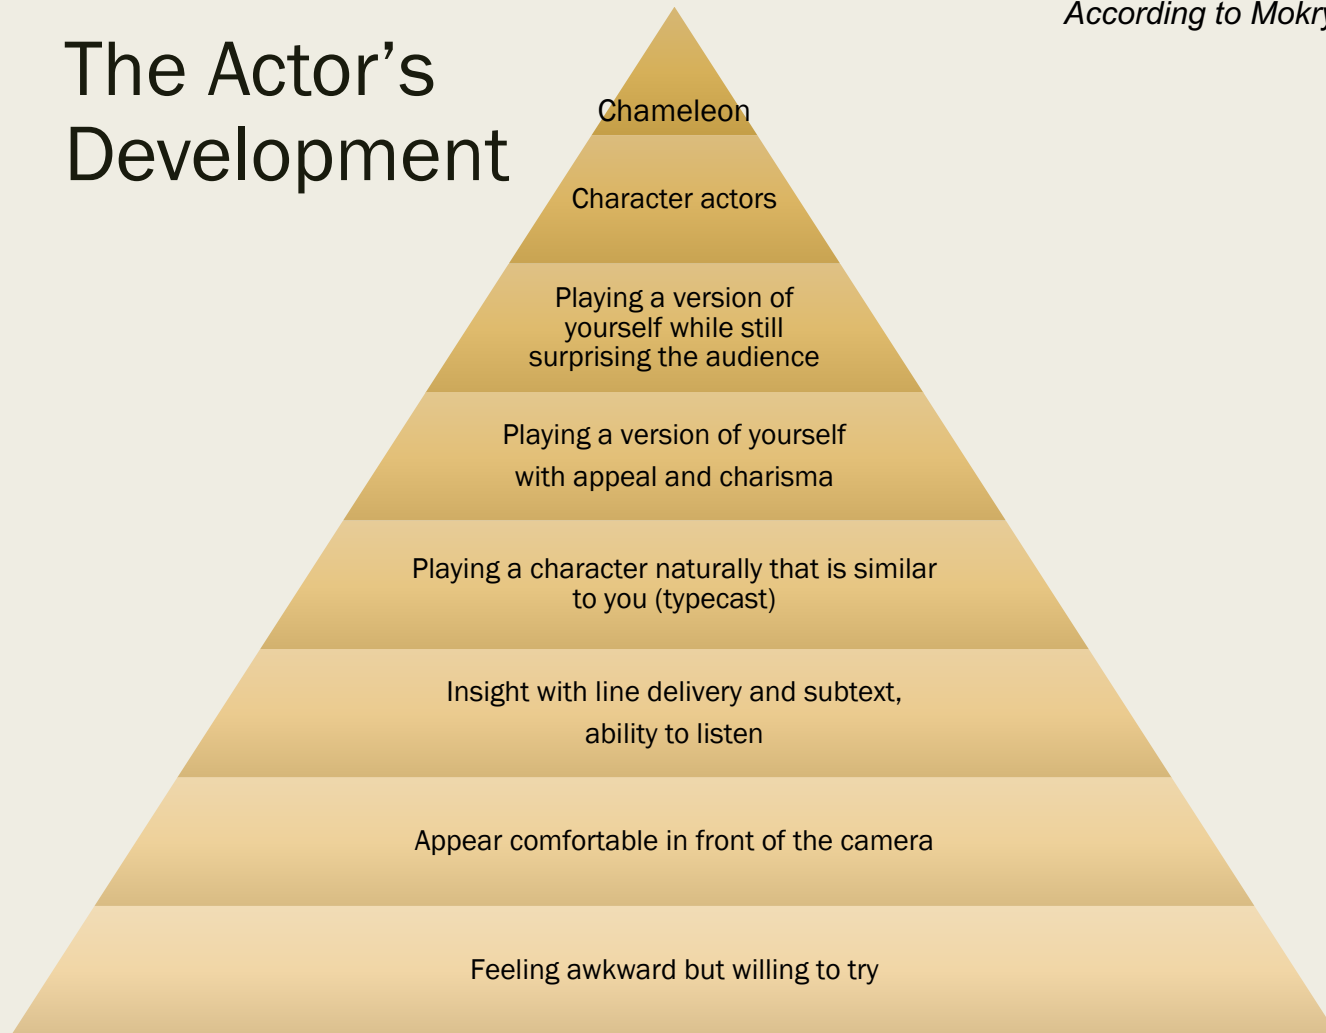 The Actor’s
Development
According to Mokry
Chameleon
Character actors
Playing a version of
yourself while still
surprising the audience
Playing a version of yourself
with appeal and charisma
Playing a character naturally that is similar
to you (typecast)
Insight with line delivery and subtext,
ability to listen
Appear comfortable in front of the camera
Feeling awkward but willing to try